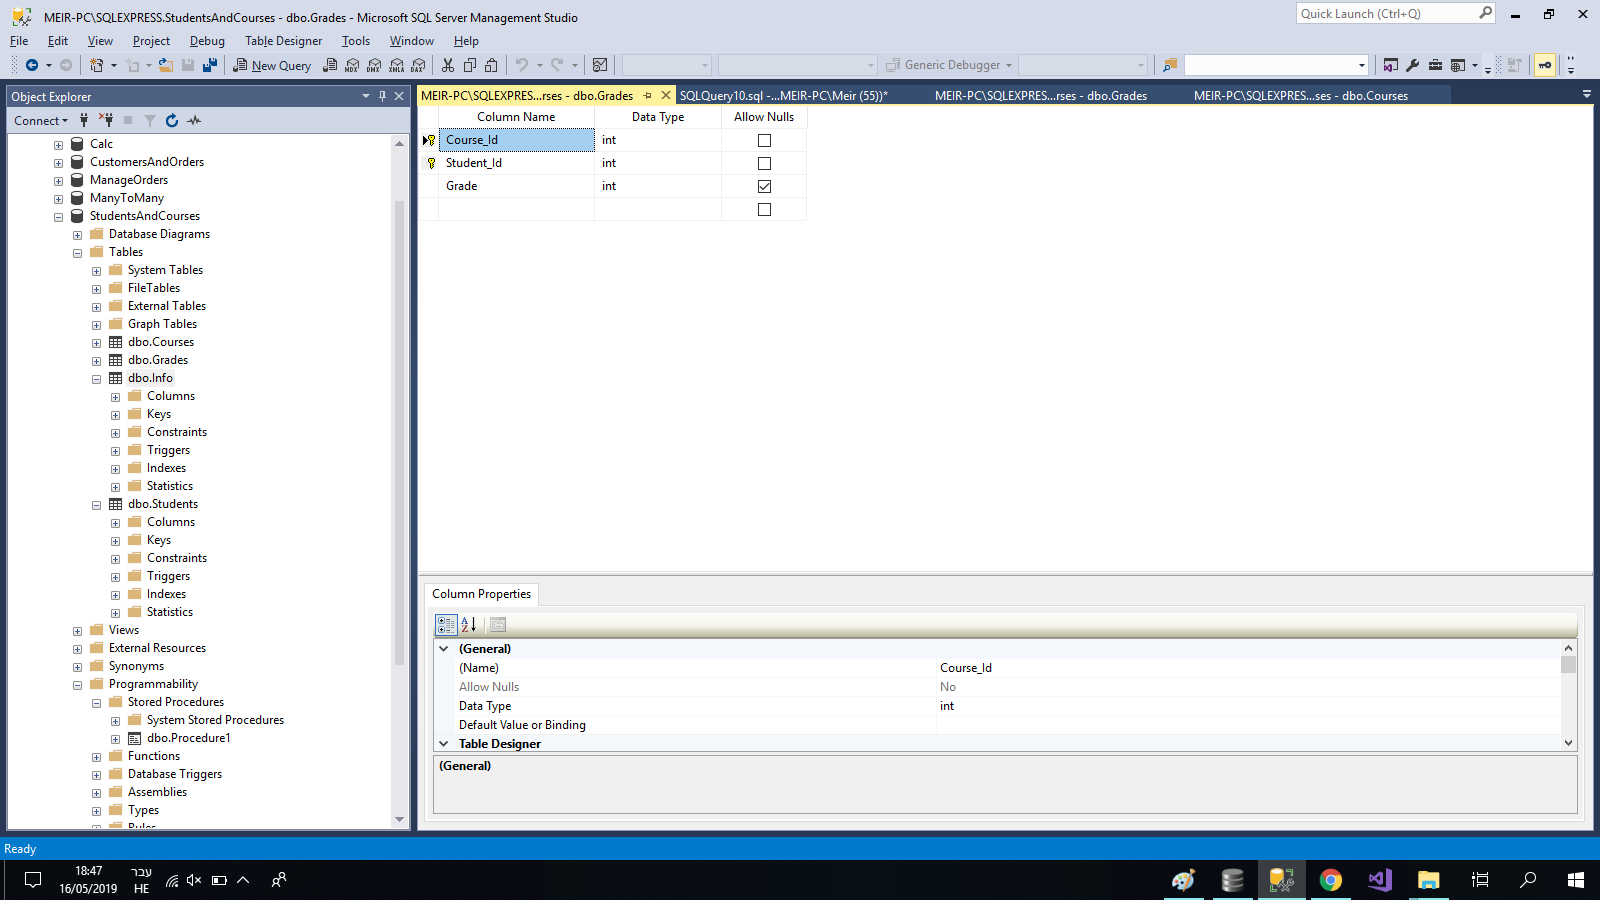 MEIR-PC\SQLEXPRESS.StudentsAndCourses - dbo.Grades - Microsoft SQL Server Management Studio
Quick Launch (Ctrl+Q)
File Edit View Project Debug Table Designer Tools Window Help
New Query MDX DMX XMLA DAX Generic Debugger
Object Explorer
Connect
Calc
CustomersAndOrders
ManageOrders
ManyToMany
StudentsAndCourses
Database Diagrams
Tables
System Tables
FileTables
External Tables
Graph Tables
dbo.Courses
dbo.Grades
dbo.Info
Columns
Keys
Constraints
Triggers
Indexes
Statistics
dbo.Students
Columns
Keys
Constraints
Triggers
Indexes
Statistics
Views
External Resources
Synonyms
Programmability
Stored Procedures
System Stored Procedures
dbo.Procedure1
Functions
Database Triggers
Assemblies
Types
Rules
MEIR-PC\SQLEXPRES...rses - dbo.Grades SQLQuery10.sql -...MEIR-PC\Meir (55))* MEIR-PC\SQLEXPRESS...rses - dbo.Grades MEIR-PC\SQLEXPRESS...ses - dbo.Courses
Column Name Data Type Allow Nulls
Course_Id int
Student_Id int
Grade int
Column Properties
A Z
(General)
(Name) Course_Id
Allow Nulls No
Data Type int
Default Value or Binding
Table Designer
(General)
Ready
18:47
16/05/2019
עבר
HE